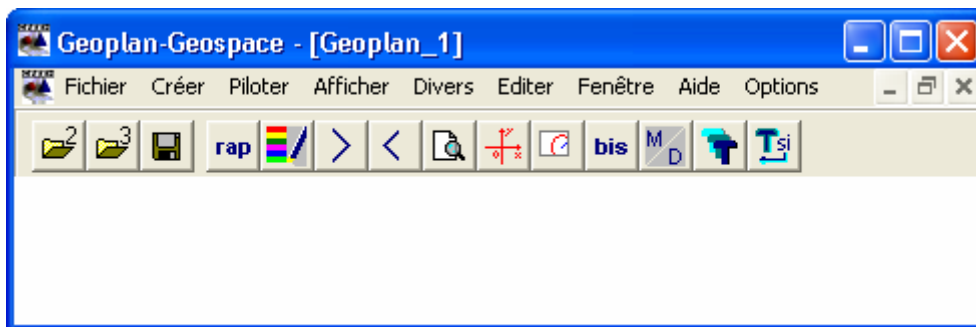 Geoplan-Geospace - [Geoplan_1]
Fichier Créer Piloter Afficher Divers Editer Fenêtre Aide Options
2 3 rap > < y o x bis M D T si